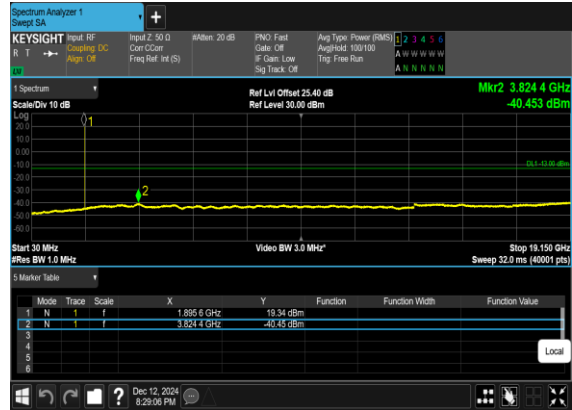 Spectrum Analyzer 1
Swept SA
+
KEYSIGHT Input: RF Input Z: 50 Ω #Atten: 20 dB PNO: Fast Avg Type: Power (RMS) 1 2 3 4 5 6
R T Coupling: DC Corr CCorr Gate: Off Avg|Hold: 100/100 A W W W W W
Align: Off Freq Ref: Int (S) IF Gain: Low Trig: Free Run
Sig Track: Off A N N N N N
1 Spectrum Ref Lvl Offset 25.40 dB Mkr2 3.824 4 GHz
Scale/Div 10 dB Ref Level 30.00 dBm -40.453 dBm
Log
20.0
10.0
0.00
-10.0
-20.0
-30.0
-40.0
-50.0
-60.0
1
2
DL1 -13.00 dBm
Start 30 MHz Video BW 3.0 MHz* Stop 19.150 GHz
#Res BW 1.0 MHz Sweep 32.0 ms (40001 pts)
5 Marker Table
Mode Trace Scale X Y Function Function Width Function Value
1 N 1 f 1.895 6 GHz 19.34 dBm
2 N 1 f 3.824 4 GHz -40.45 dBm
3
4
5
6
Local
? Dec 12, 2024
8:29:06 PM